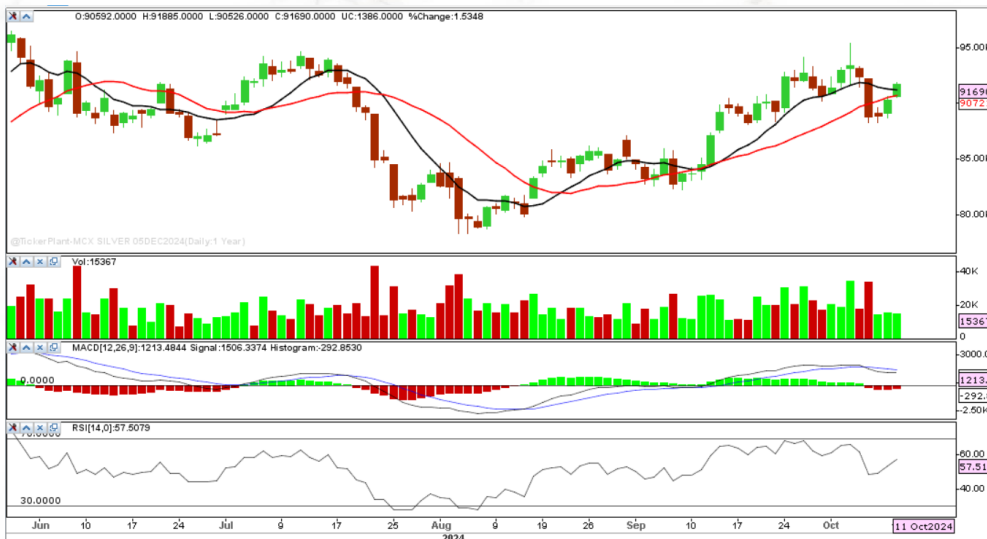 O:90592.0000 H:91885.0000 L:90526.0000 C:91690.0000 UC:1386.0000 %Change:1.5348
95.00
9169
9072
85.00
80.00
@TickerPlant-MCX SILVER 05DEC2024(Daily:1 Year)
Vol:15367
40K
20K
1536
0
MACD[12,26,9]:1213.4844 Signal:1506.3374 Histogram:-292.8530
3000.
0.0000
1213.
-292.
-2.50K
RSI[14,0]:57.5079
70.0000
60.00
57.51
40.00
30.0000
Jun 10 17 24 Jul 9 17 25 Aug 9 19 26 Sep 10 17 24 Oct 11 Oct2024
2024